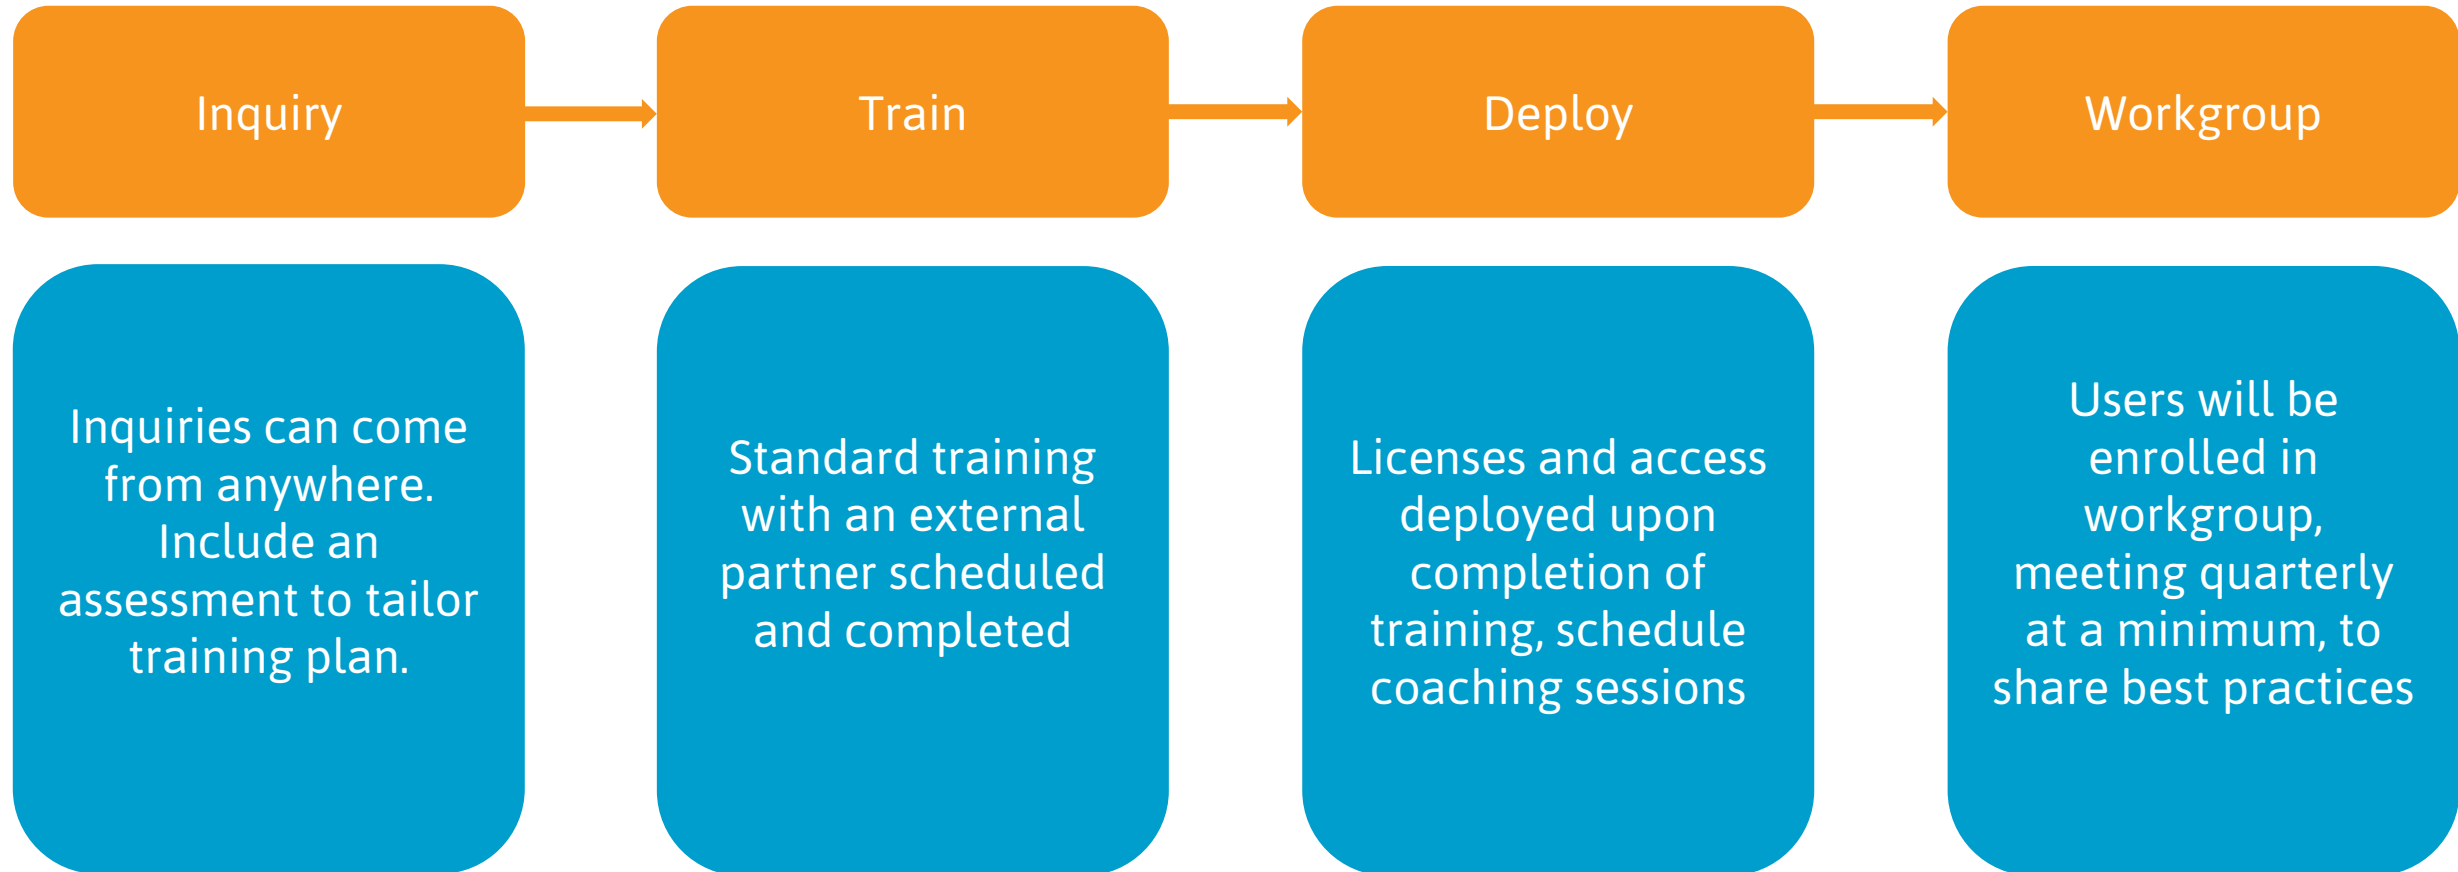 Inquiry
Train
Deploy
Workgroup
Inquiries can come
from anywhere.
Include an
assessment to tailor
training plan.
Standard training
with an external
partner scheduled
and completed
Licenses and access
deployed upon
completion of
training, schedule
coaching sessions
Users will be
enrolled in
workgroup,
meeting quarterly
at a minimum, to
share best practices